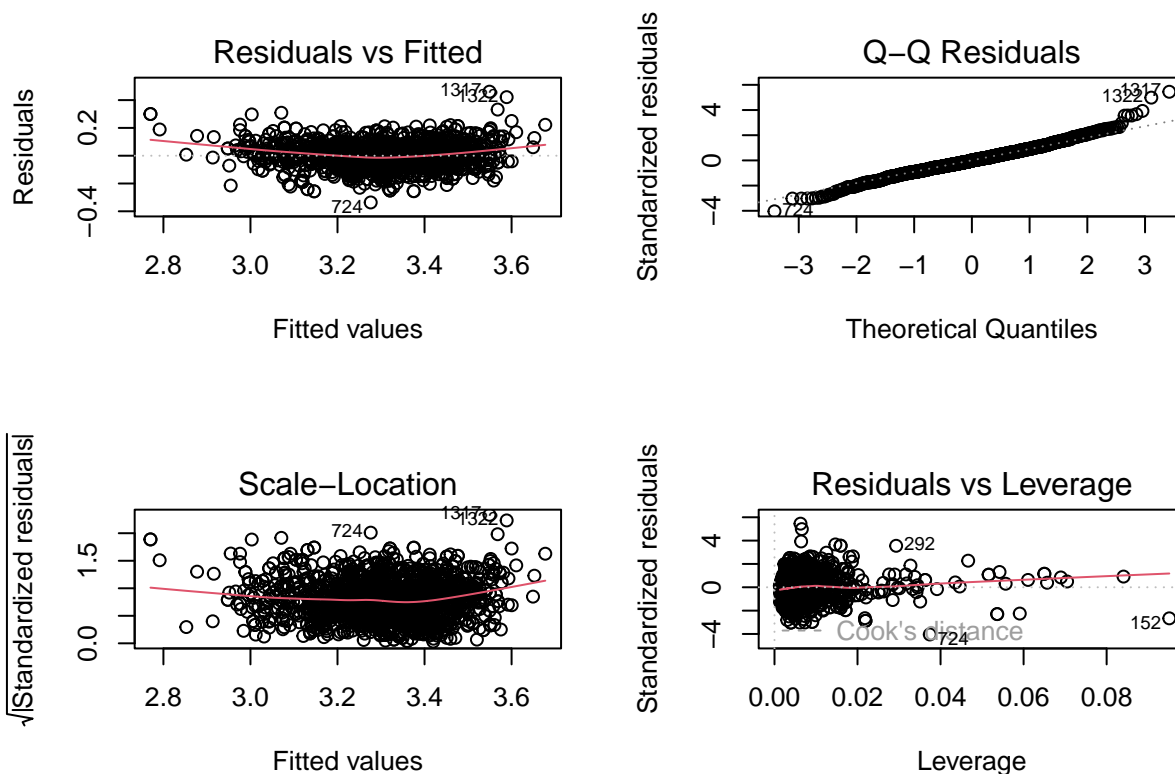 Residuals vs Fitted
Residuals
0.2
−0.4
1317
1322
724
2.8 3.0 3.2 3.4 3.6
Fitted values
Q−Q Residuals
Standardized residuals
4
0
−4
1317
1322
724
−3 −2 −1 0 1 2 3
Theoretical Quantiles
Scale−Location
√|Standardized residuals|
1.5
0.0
1317
1322
724
2.8 3.0 3.2 3.4 3.6
Fitted values
Residuals vs Leverage
Standardized residuals
4
0
−4
292
152
Cook's distance
724
0.00 0.02 0.04 0.06 0.08
Leverage